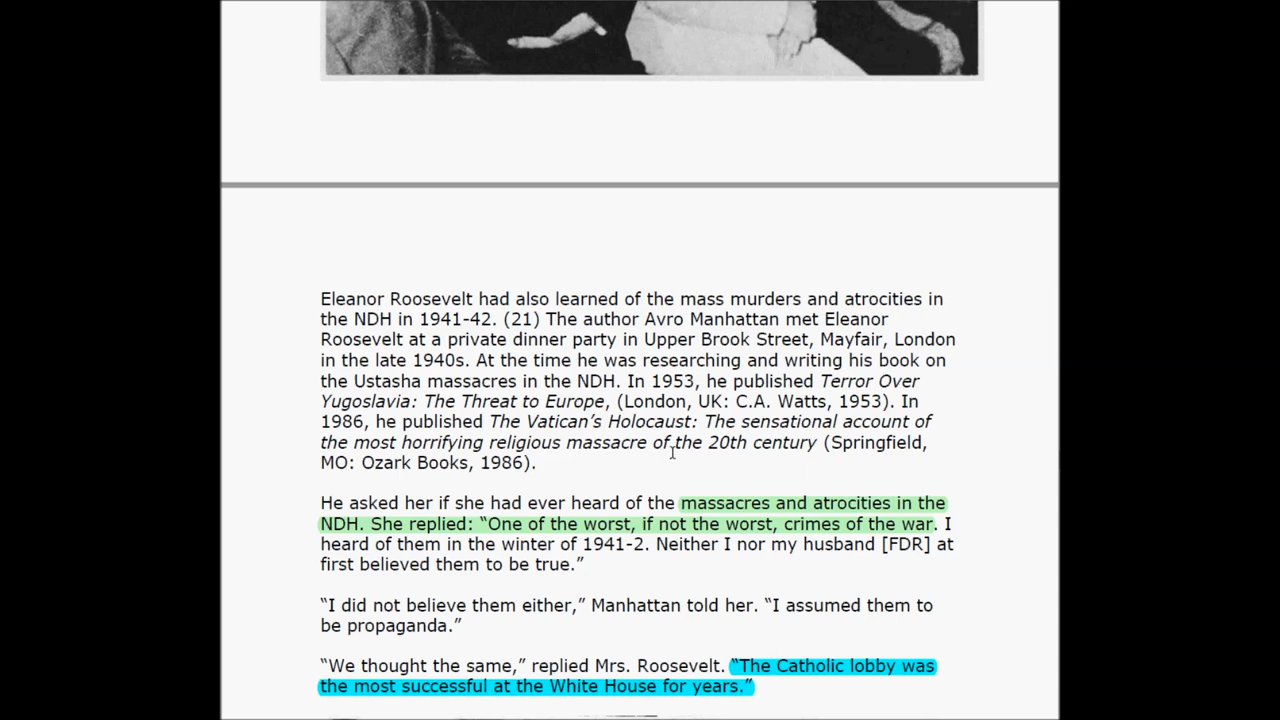 Eleanor Roosevelt had also learned of the mass murders and atrocities in
the NDH in 1941-42. (21) The author Avro Manhattan met Eleanor
Roosevelt at a private dinner party in Upper Brook Street, Mayfair, London
in the late 1940s. At the time he was researching and writing his book on
the Ustasha massacres in the NDH. In 1953, he published Terror Over
Yugoslavia: The Threat to Europe, (London, UK: C.A. Watts, 1953). In
1986, he published The Vatican’s Holocaust: The sensational account of
the most horrifying religious massacre of the 20th century (Springfield,
MO: Ozark Books, 1986).
He asked her if she had ever heard of the massacres and atrocities in the
NDH. She replied: “One of the worst, if not the worst, crimes of the war. I
heard of them in the winter of 1941-2. Neither I nor my husband [FDR] at
first believed them to be true.”
“I did not believe them either,” Manhattan told her. “I assumed them to
be propaganda.”
“We thought the same,” replied Mrs. Roosevelt. “The Catholic lobby was
the most successful at the White House for years.”